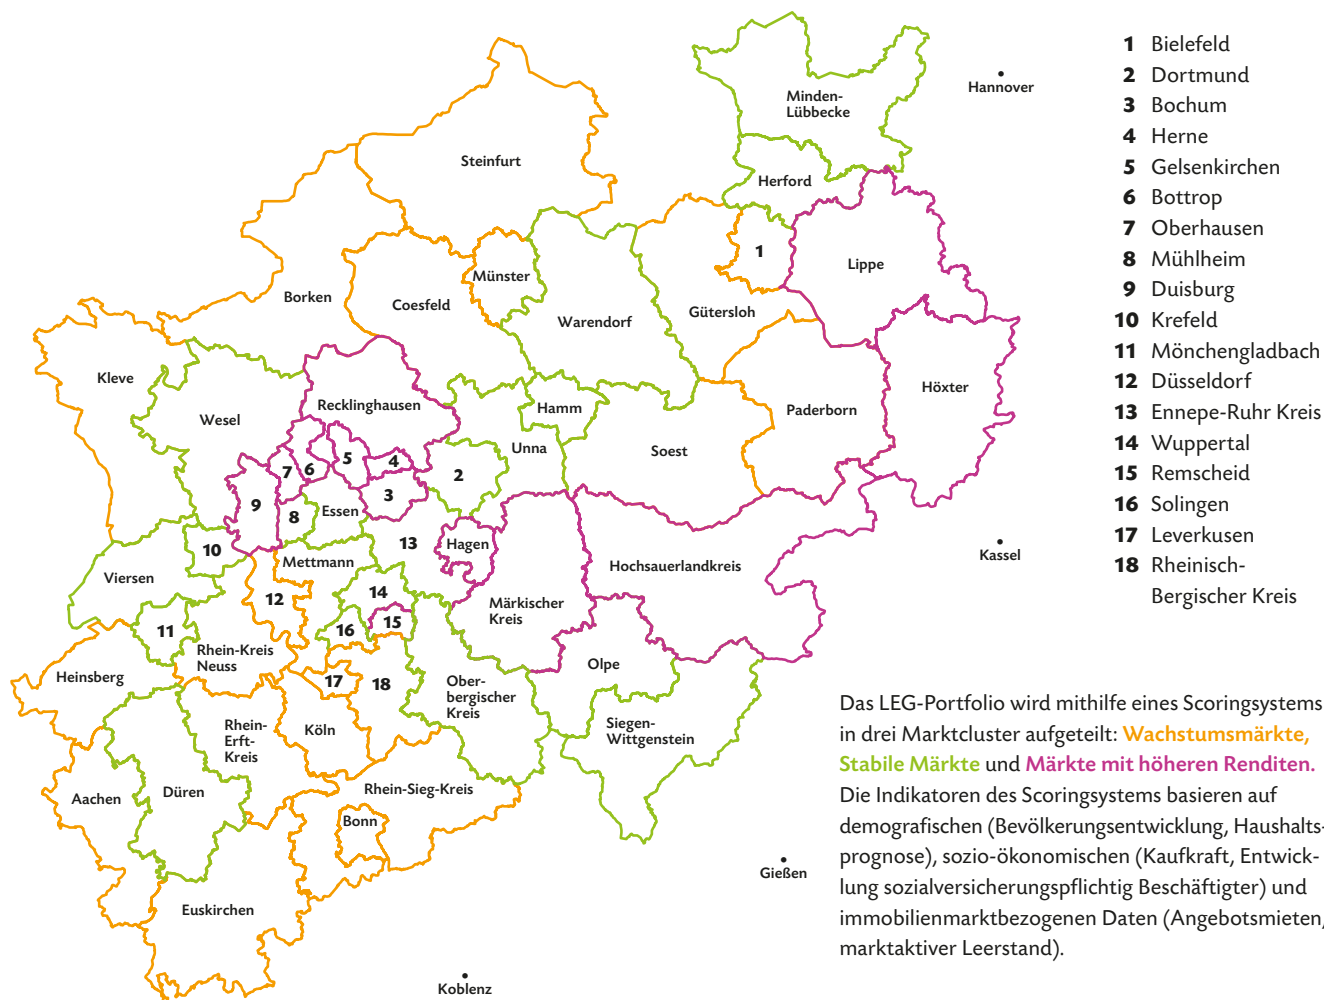 1 Bielefeld
2 Dortmund
3 Bochum
4 Herne
5 Gelsenkirchen
6 Bottrop
7 Oberhausen
8 Mühlheim
9 Duisburg
10 Krefeld
11 Mönchengladbach
12 Düsseldorf
13 Ennepe-Ruhr Kreis
14 Wuppertal
15 Remscheid
16 Solingen
17 Leverkusen
18 Rheinisch-
Bergischer Kreis
Hannover
Minden-
Lübbecke
Steinfurt
Herford
1
Lippe
Münster
Borken
Coesfeld
Warendorf
Gütersloh
Kleve
Höxter
Recklinghausen
Hamm
Paderborn
Wesel
Unna
Soest
7
6
5
4
2
3
9
8
Essen
13
Hagen
10
Mettmann
Kassel
Viersen
Hochsauerlandkreis
12
14
Märkischer
Kreis
11
16
15
Rhein-Kreis
Neuss
Heinsberg
Olpe
17
18
Ober-
bergischer
Kreis
Rhein-
Erft-
Kreis
Köln
Siegen-
Wittgenstein
Aachen
Düren
Rhein-Sieg-Kreis
Bonn
Gießen
Euskirchen
Koblenz
Das LEG-Portfolio wird mithilfe eines Scoringsystems
in drei Marktcluster aufgeteilt: Wachstumsmärkte,
Stabile Märkte und Märkte mit höheren Renditen.
Die Indikatoren des Scoringsystems basieren auf
demografischen (Bevölkerungsentwicklung, Haushalts-
prognose), sozio-ökonomischen (Kaufkraft, Entwick-
lung sozialversicherungspflichtig Beschäftigter) und
immobilienmarktbezogenen Daten (Angebotsmieten,
marktaktiver Leerstand).